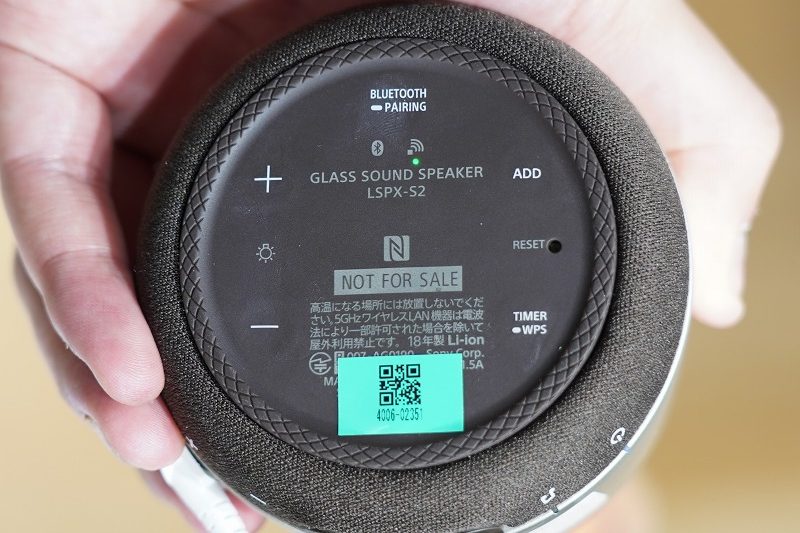 BLUETOOTH
PAIRING
GLASS SOUND SPEAKER
LSPX-S2
ADD
RESET
NOT FOR SALE
高温になる場所には放置しないでくだ
さい｡5GHzワイヤレスLAN機器は電波
法により一部許可された場合を除いて
屋外利用禁止です｡ 18年製 Li-ion
Sony Corp.
1.5A
TIMER
WPS
4006-02351